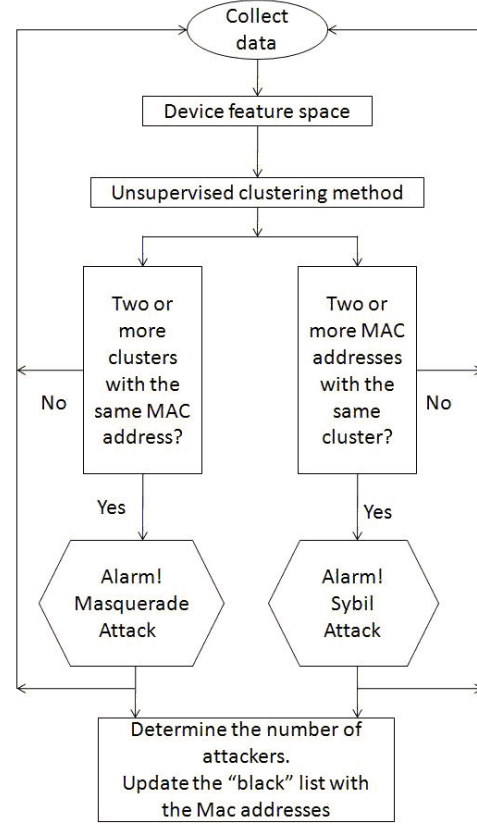 Collect
data
Device feature space
Unsupervised clustering method
Two or
more
clusters
with the
same MAC
address?
Two or
more MAC
addresses
with the
same
cluster?
No
No
Yes
Yes
Alarm!
Masquerade
Attack
Alarm!
Sybil
Attack
Determine the number of
attackers.
Update the “black” list with
the Mac addresses